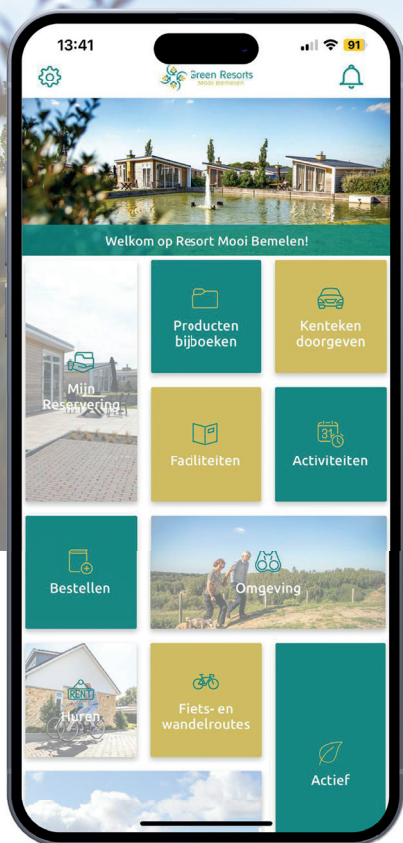 13:41
91
Green Resorts
Mooi Bemelen
Welkom op Resort Mooi Bemelen!
Producten
bijboeken
Kenteken
doorgeven
Mijn
Reservering
Faciliteiten
31
Activiteiten
Bestellen
Omgeving
RENT
Huren
Fiets- en
wandelroutes
Actief